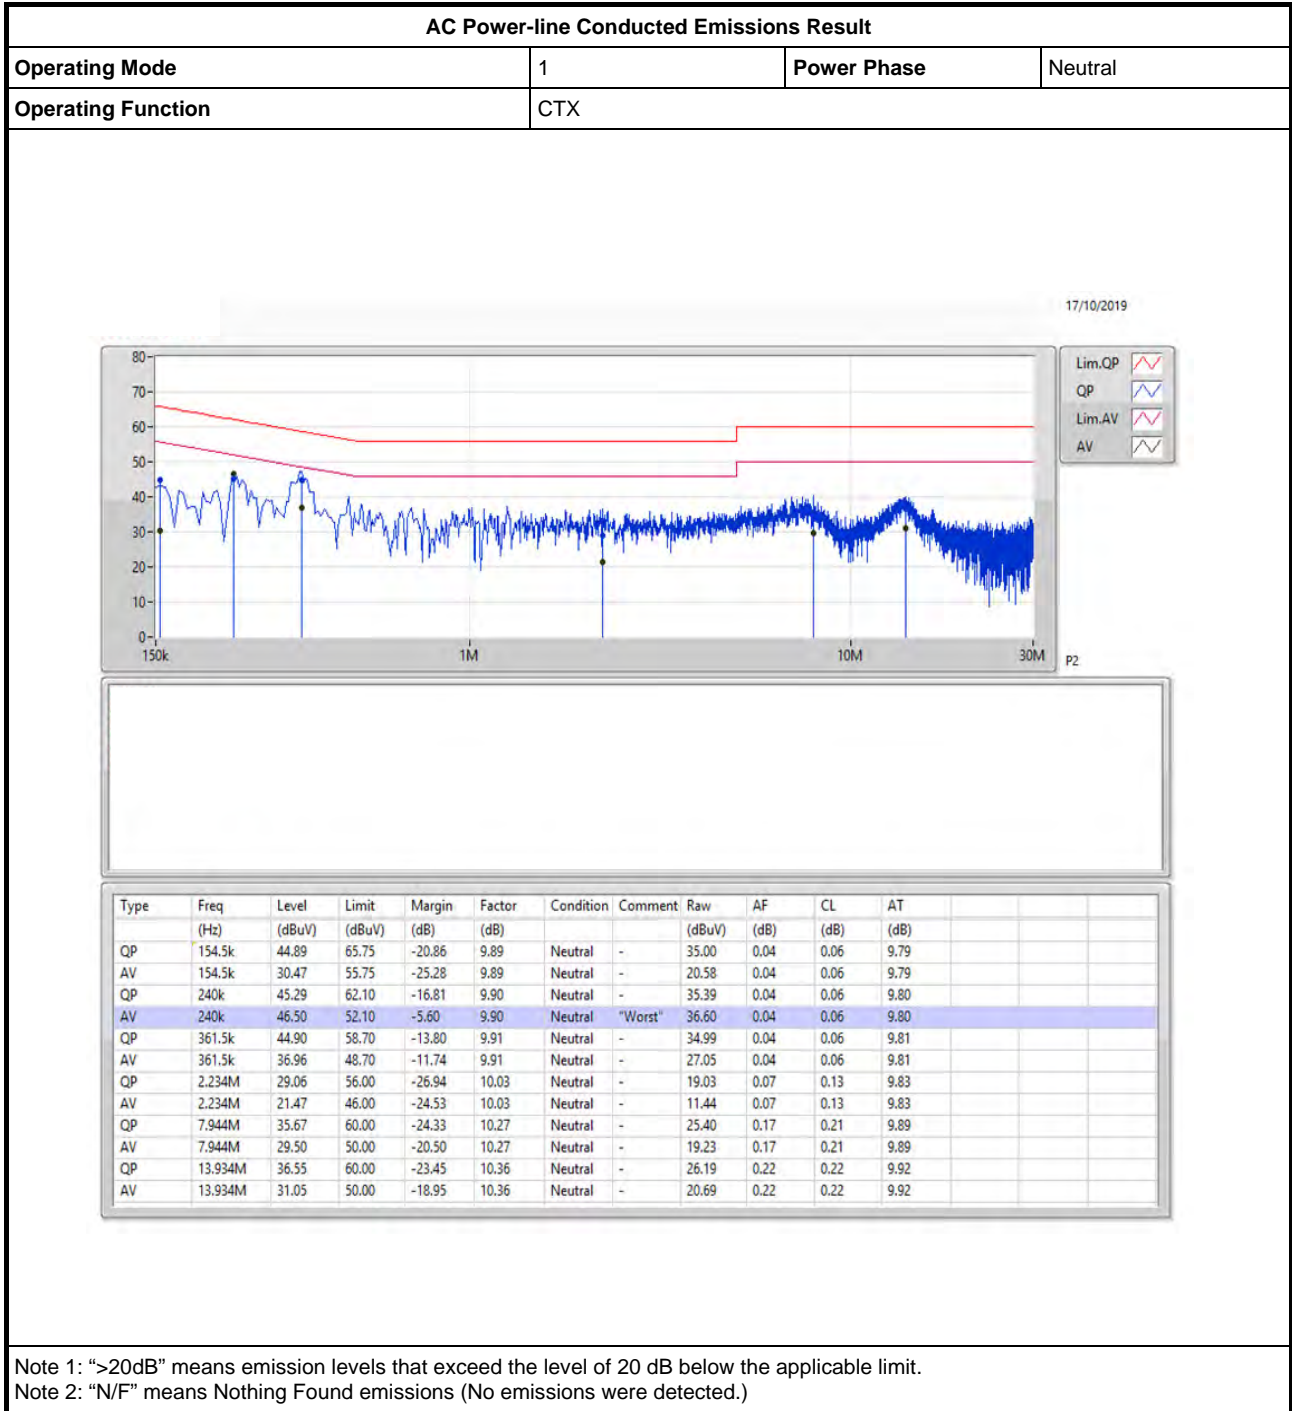 AC Power-line Conducted Emissions Result
Operating Mode 1 Power Phase Neutral
Operating Function CTX
17/10/2019
80
70
60
50
40
30
20
10
0
150k 1M 10M 30M
Lim.QP
QP
Lim.AV
AV
P2
Type Freq Level Limit Margin Factor Condition Comment Raw AF CL AT
(Hz) (dBuV) (dBuV) (dB) (dB) (dBuV) (dB) (dB) (dB)
QP 154.5k 44.89 65.75 -20.86 9.89 Neutral - 35.00 0.04 0.06 9.79
AV 154.5k 30.47 55.75 -25.28 9.89 Neutral - 20.58 0.04 0.06 9.79
QP 240k 45.29 62.10 -16.81 9.90 Neutral - 35.39 0.04 0.06 9.80
AV 240k 46.50 52.10 -5.60 9.90 Neutral "Worst" 36.60 0.04 0.06 9.80
QP 361.5k 44.90 58.70 -13.80 9.91 Neutral - 34.99 0.04 0.06 9.81
AV 361.5k 36.96 48.70 -11.74 9.91 Neutral - 27.05 0.04 0.06 9.81
QP 2.234M 29.06 56.00 -26.94 10.03 Neutral - 19.03 0.07 0.13 9.83
AV 2.234M 21.47 46.00 -24.53 10.03 Neutral - 11.44 0.07 0.13 9.83
QP 7.944M 35.67 60.00 -24.33 10.27 Neutral - 25.40 0.17 0.21 9.89
AV 7.944M 29.50 50.00 -20.50 10.27 Neutral - 19.23 0.17 0.21 9.89
QP 13.934M 36.55 60.00 -23.45 10.36 Neutral - 26.19 0.22 0.22 9.92
AV 13.934M 31.05 50.00 -18.95 10.36 Neutral - 20.69 0.22 0.22 9.92
Note 1: “>20dB” means emission levels that exceed the level of 20 dB below the applicable limit.
Note 2: “N/F” means Nothing Found emissions (No emissions were detected.)